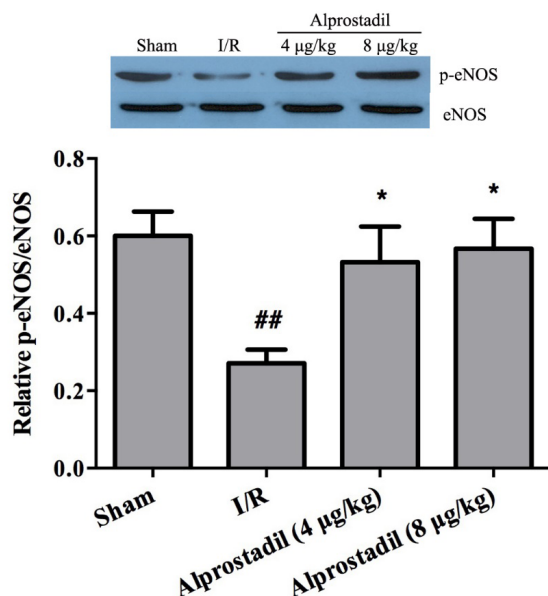 Alprostadil
Sham I/R 4 μg/kg 8 μg/kg
p-eNOS
eNOS
Relative p-eNOS/eNOS
0.8
0.6
0.4
0.2
0.0
##
*
*
Sham
I/R
Alprostadil (4 μg/kg)
Alprostadil (8 μg/kg)